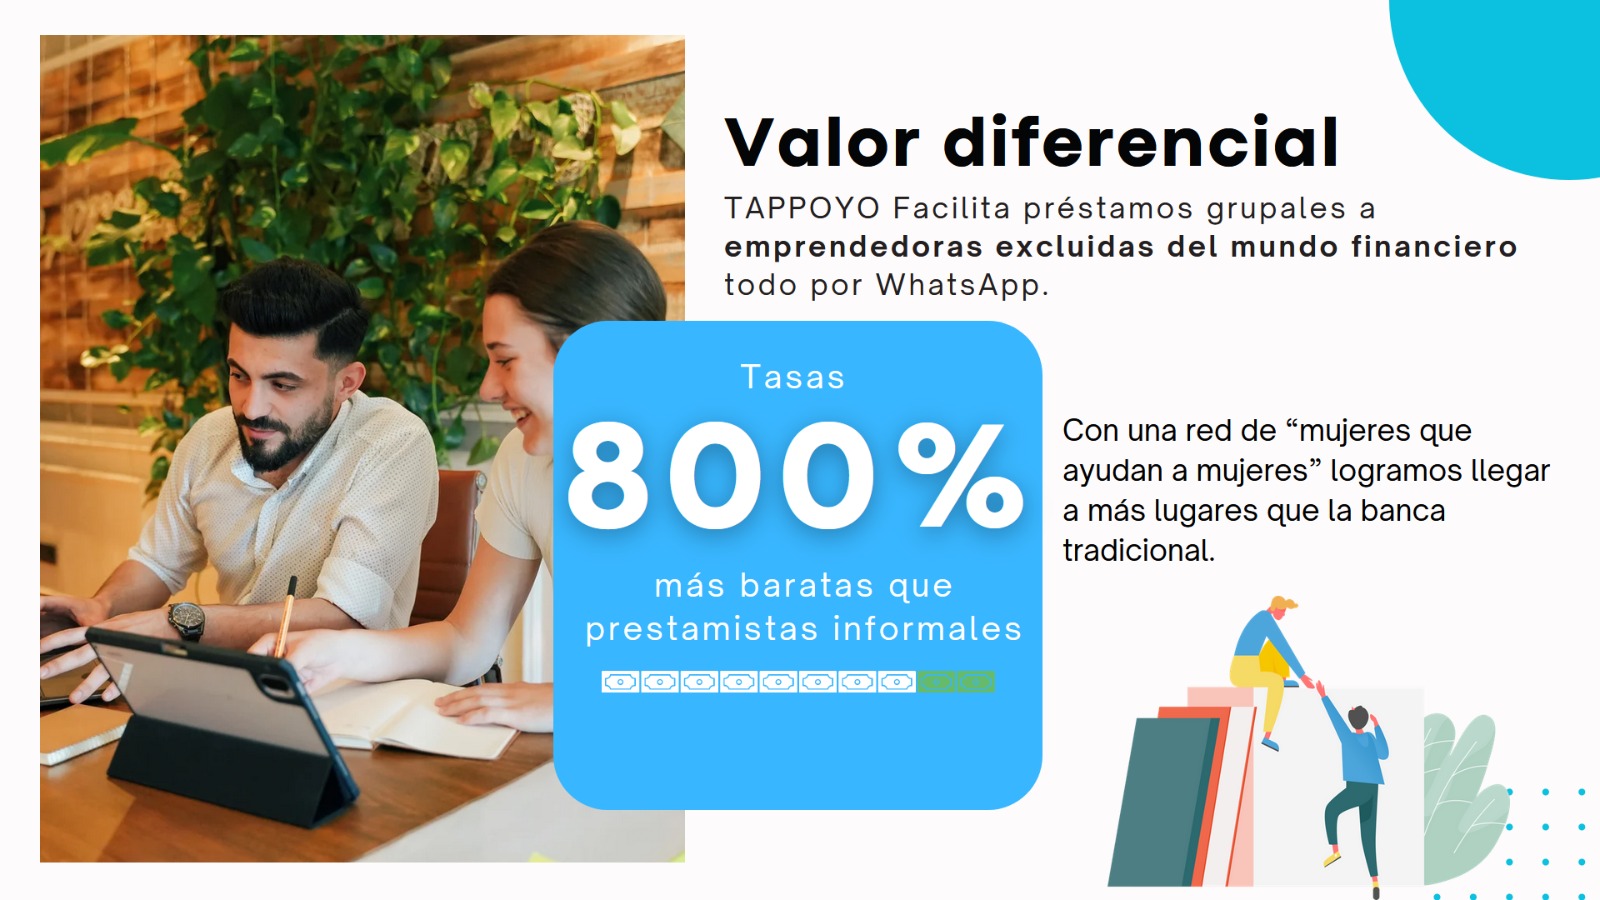 Valor diferencial
TAPPOYO Facilita préstamos grupales a
emprendedoras excluidas del mundo financiero
todo por WhatsApp.
Tasas
800%
más baratas que
prestamistas informales
Con una red de “mujeres que
ayudan a mujeres” logramos llegar
a más lugares que la banca
tradicional.